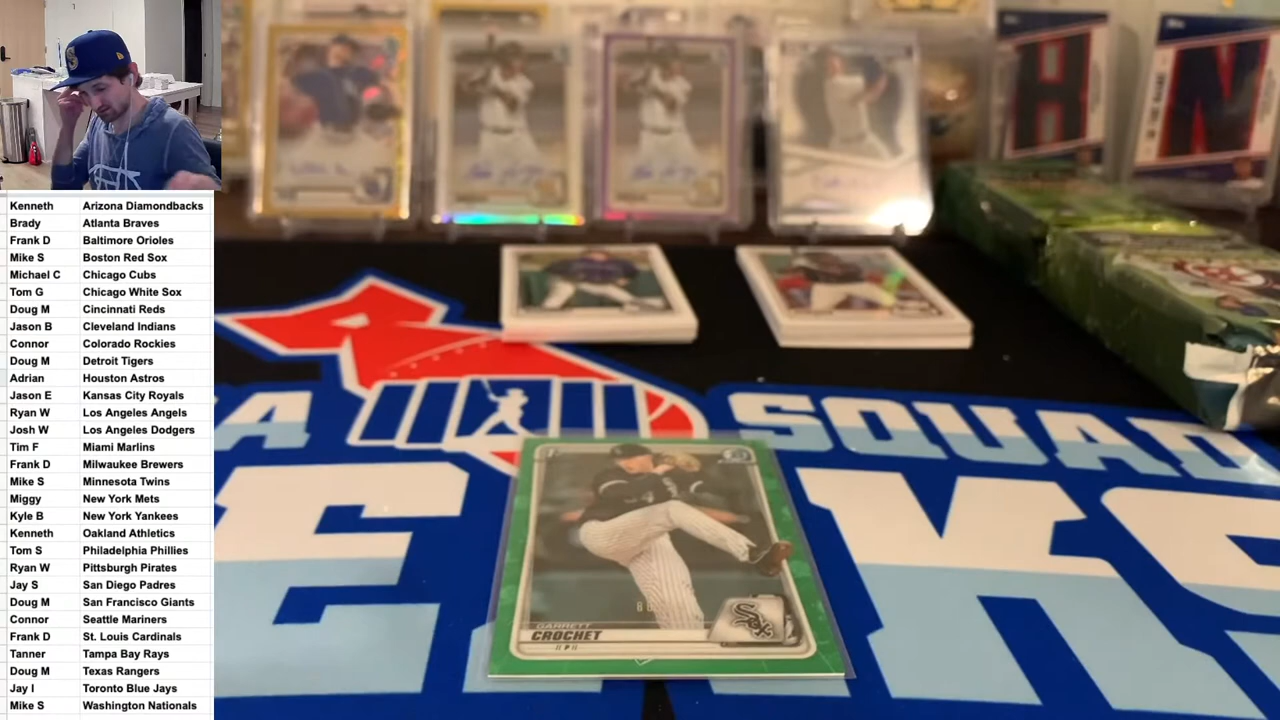 Kenneth Arizona Diamondbacks
Brady Atlanta Braves
Frank D Baltimore Orioles
Mike S Boston Red Sox
Michael C Chicago Cubs
Tom G Chicago White Sox
Doug M Cincinnati Reds
Jason B Cleveland Indians
Connor Colorado Rockies
Doug M Detroit Tigers
Adrian Houston Astros
Jason E Kansas City Royals
Ryan W Los Angeles Angels
Josh W Los Angeles Dodgers
Tim F Miami Marlins
Frank D Milwaukee Brewers
Mike S Minnesota Twins
Miggy New York Mets
Kyle B New York Yankees
Kenneth Oakland Athletics
Tom S Philadelphia Phillies
Ryan W Pittsburgh Pirates
Jay S San Diego Padres
Doug M San Francisco Giants
Connor Seattle Mariners
Frank D St. Louis Cardinals
Tanner Tampa Bay Rays
Doug M Texas Rangers
Jay I Toronto Blue Jays
Mike S Washington Nationals
H
N
A SQUAD
EKS
GARRETT
CROCHET
P
Sox